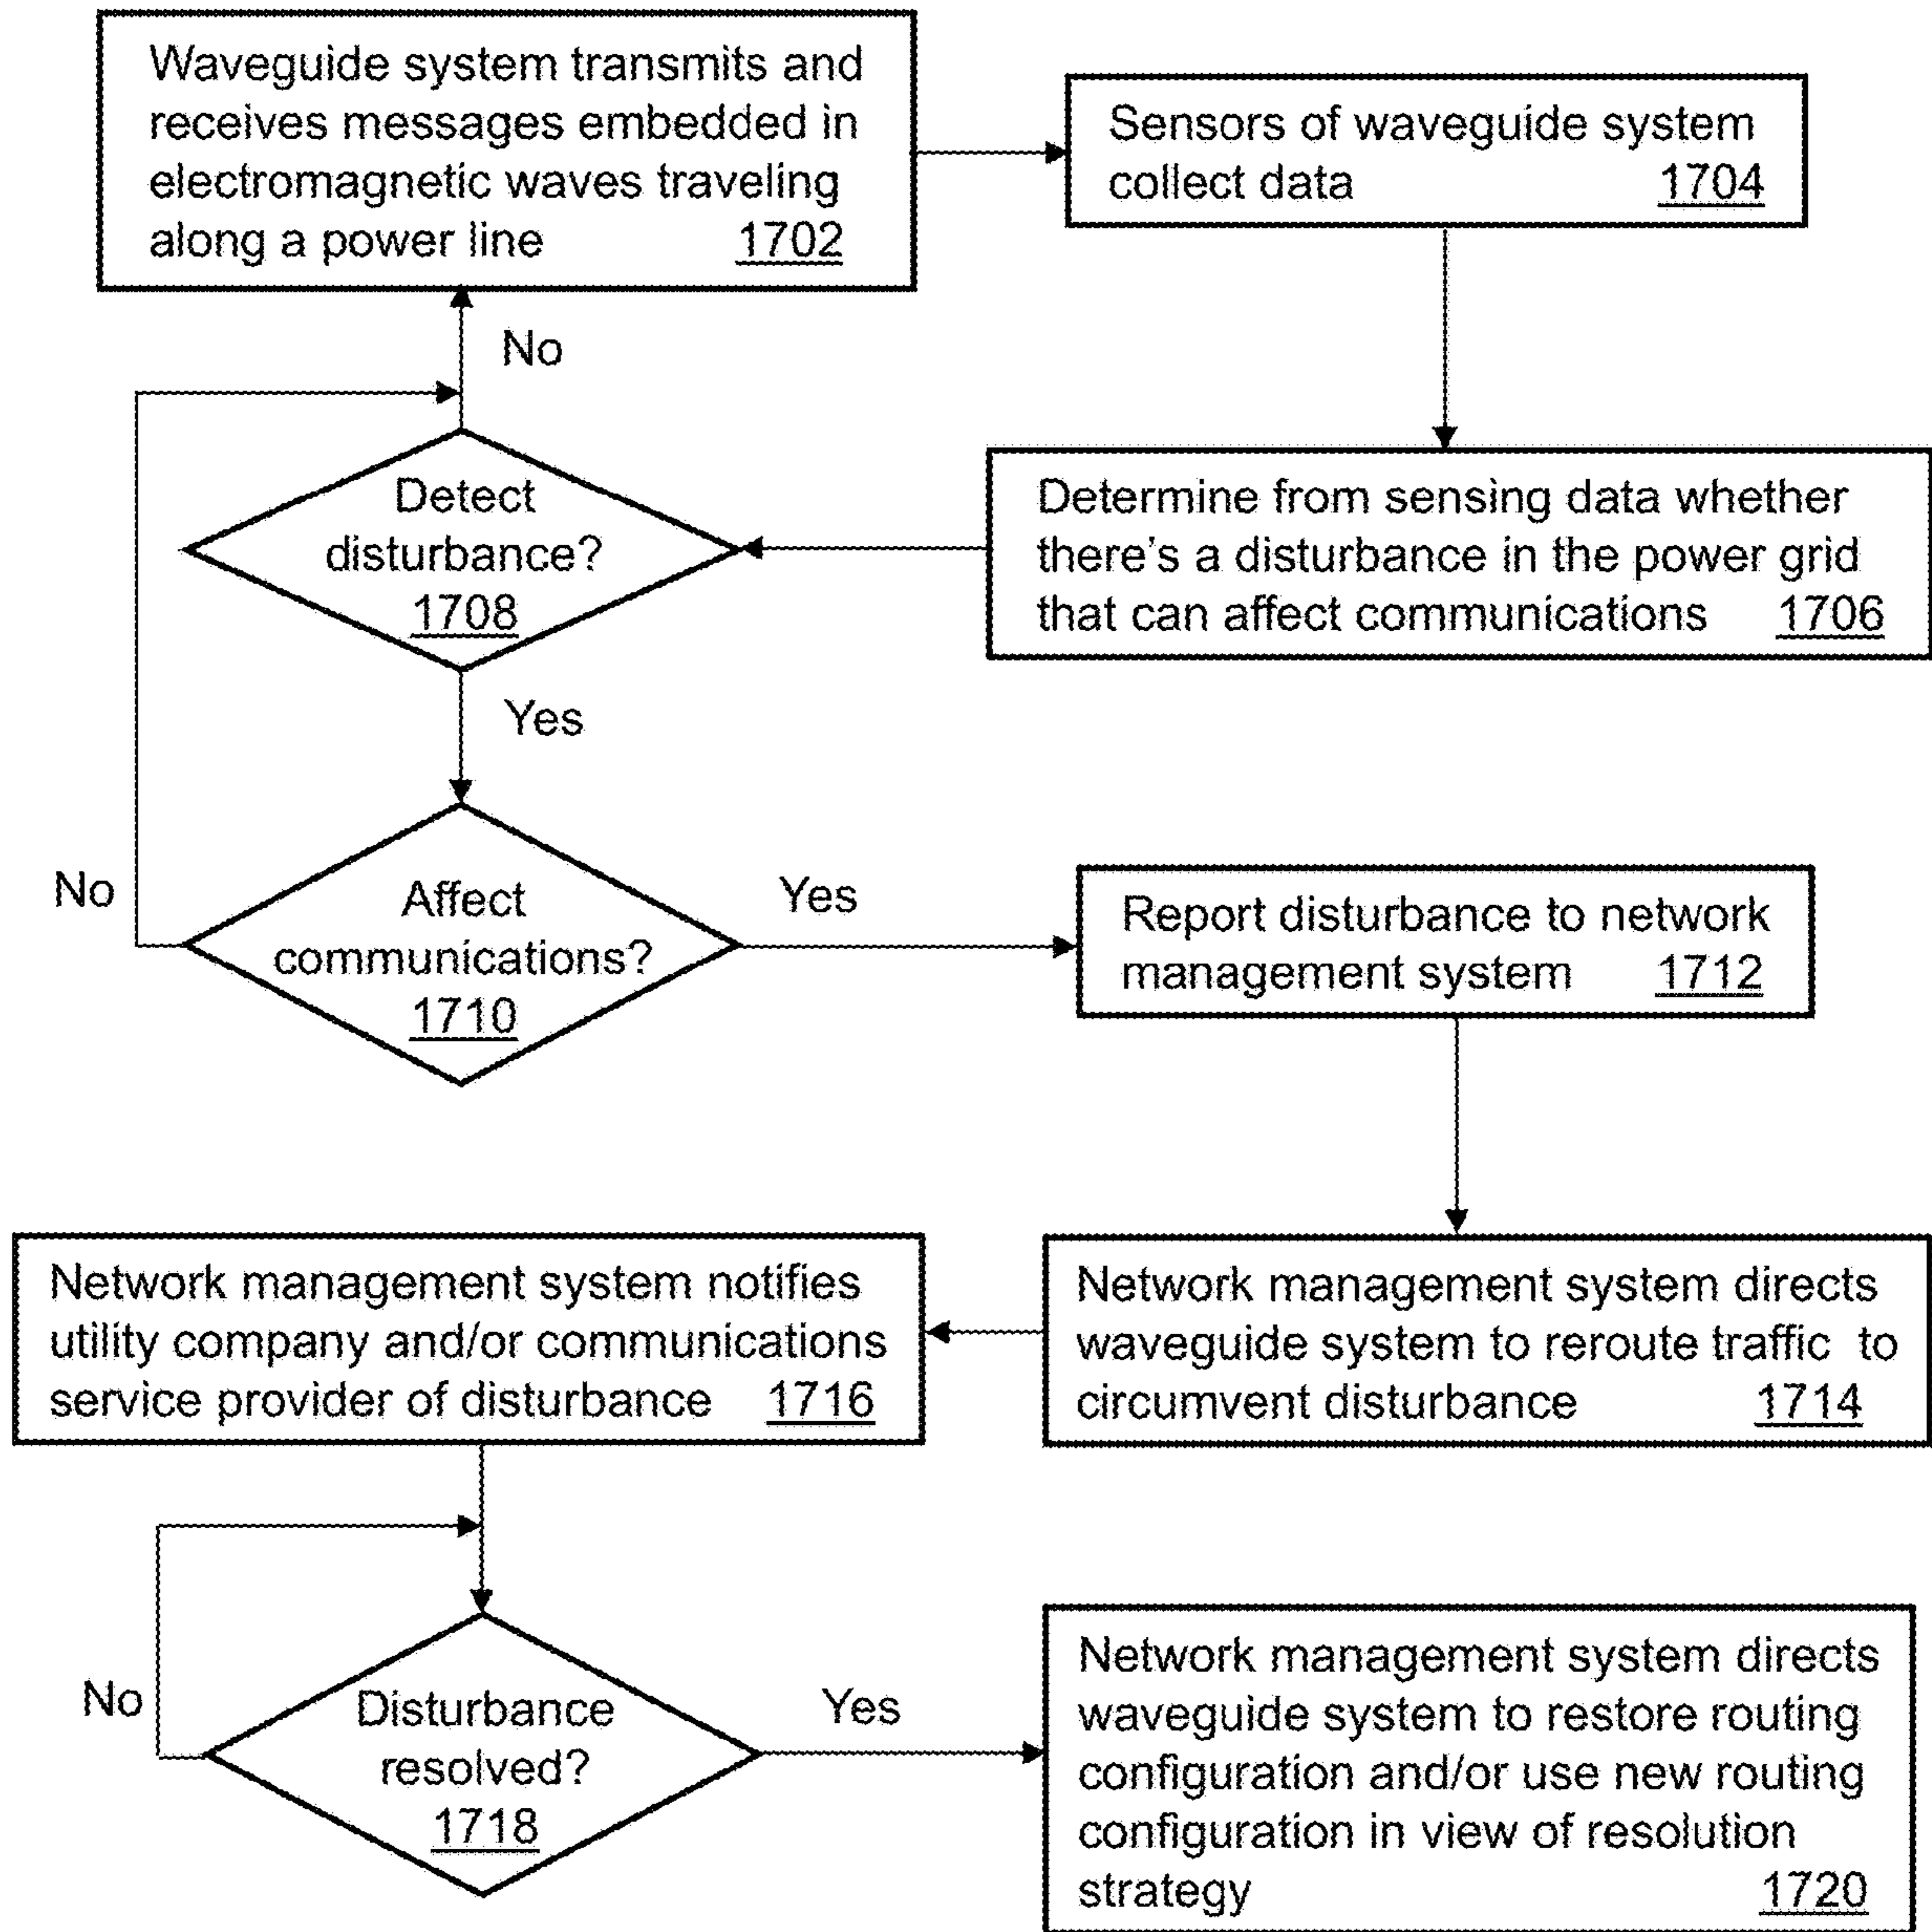 Waveguide system transmits and
receives messages embedded in
electromagnetic waves traveling
along a power line 1702
Sensors of waveguide system
collect data 1704
No
Detect
disturbance?
1708
Determine from sensing data whether
there's a disturbance in the power grid
that can affect communications 1706
Yes
No
Affect
communications?
1710
Yes
Report disturbance to network
management system 1712
Network management system notifies
utility company and/or communications
service provider of disturbance 1716
Network management system directs
waveguide system to reroute traffic to
circumvent disturbance 1714
No
Disturbance
resolved?
1718
Yes
Network management system directs
waveguide system to restore routing
configuration and/or use new routing
configuration in view of resolution
strategy 1720